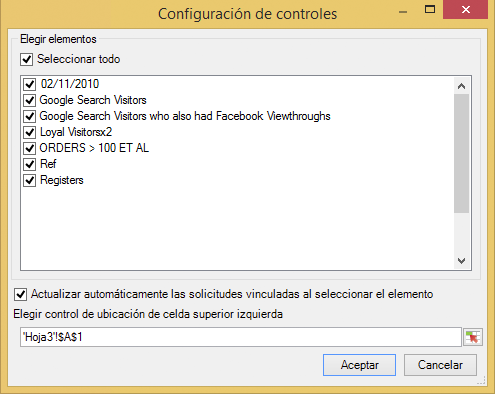 Configuración de controles
Elegir elementos
Seleccionar todo
02/11/2010
Google Search Visitors
Google Search Visitors who also had Facebook Viewthroughs
Loyal Visitorsx2
ORDERS > 100 ET AL
Ref
Registers
Actualizar automáticamente las solicitudes vinculadas al seleccionar el elemento
Elegir control de ubicación de celda superior izquierda
'Hoja3'!$A$1
Aceptar
Cancelar